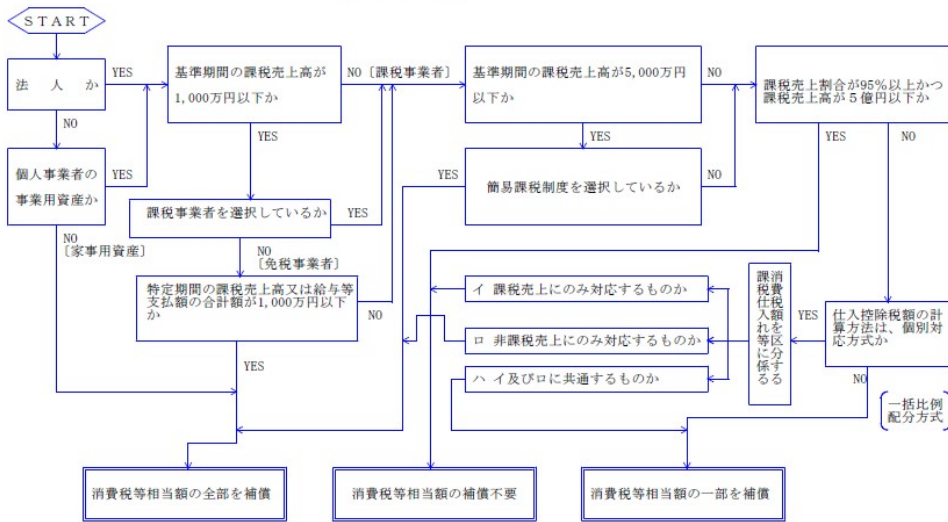 START
法　人　か
YES
NO
個人事業者の
事業用資産か
YES
NO
〔家事用資産〕
基準期間の課税売上高が
1,000万円以下か
NO〔課税事業者〕
YES
課税事業者を選択しているか
YES
NO
〔免税事業者〕
特定期間の課税売上高又は給与等
支払額の合計額が1,000万円以下
か
NO
YES
基準期間の課税売上高が5,000万円
以下か
NO
YES
簡易課税制度を選択しているか
YES
NO
課税売上割合が95％以上かつ
課税売上高が５億円以下か
YES
NO
仕入控除税額の計
算方法は、個別対
応方式か
YES
NO
〔一括比例
配分方式〕
課税仕入れ等に係る
消費税額を区分する
イ 課税売上にのみ対応するものか
ロ 非課税売上にのみ対応するものか
ハ イ及びロに共通するものか
消費税等相当額の全部を補償
消費税等相当額の補償不要
消費税等相当額の一部を補償